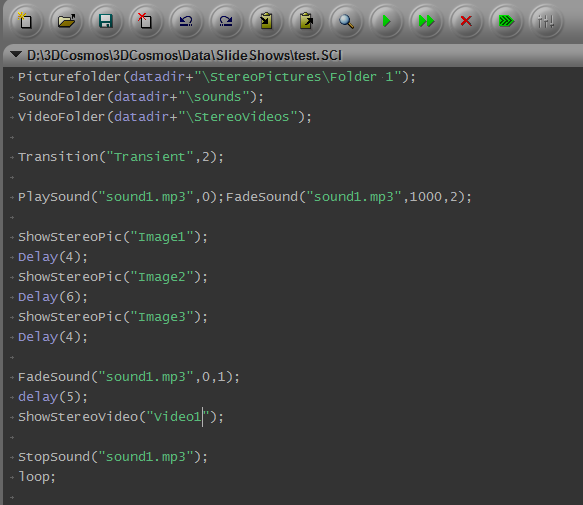 D:\3DCosmos\3DCosmos\Data\SlideShows\test.SCI
Picturefolder(datadir+"\StereoPictures\Folder 1");
SoundFolder(datadir+"\sounds");
VideoFolder(datadir+"\StereoVideos");
Transition("Transient",2);
PlaySound("sound1.mp3",0);FadeSound("sound1.mp3",1000,2);
ShowStereoPic("Image1");
Delay(4);
ShowStereoPic("Image2");
Delay(6);
ShowStereoPic("Image3");
Delay(4);
FadeSound("sound1.mp3",0,1);
delay(5);
ShowStereoVideo("Video1");
StopSound("sound1.mp3");
loop;